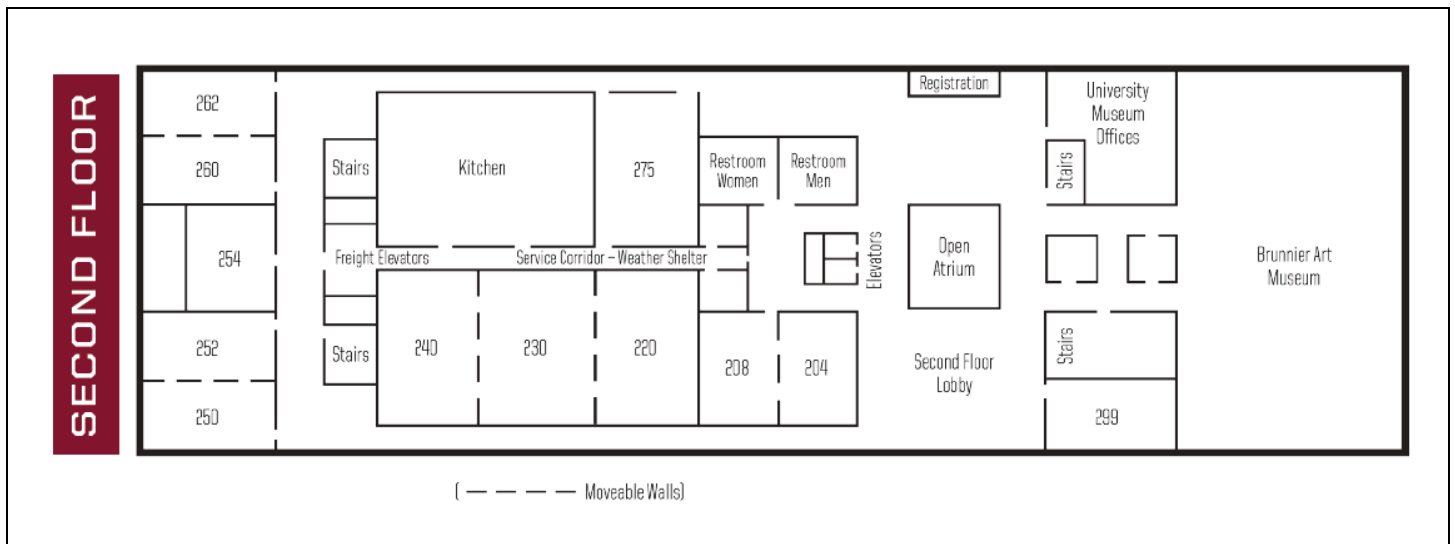 SECOND FLOOR
262
260
254
252
250
Stairs
Freight Elevators
Stairs
Kitchen
275
Service Corridor – Weather Shelter
240
230
220
Restroom
Women
Restroom
Men
208
204
Elevators
Registration
Open
Atrium
Second Floor
Lobby
University
Museum
Offices
Stairs
Stairs
299
Brunnier Art
Museum
( – – – – – Moveable Walls)